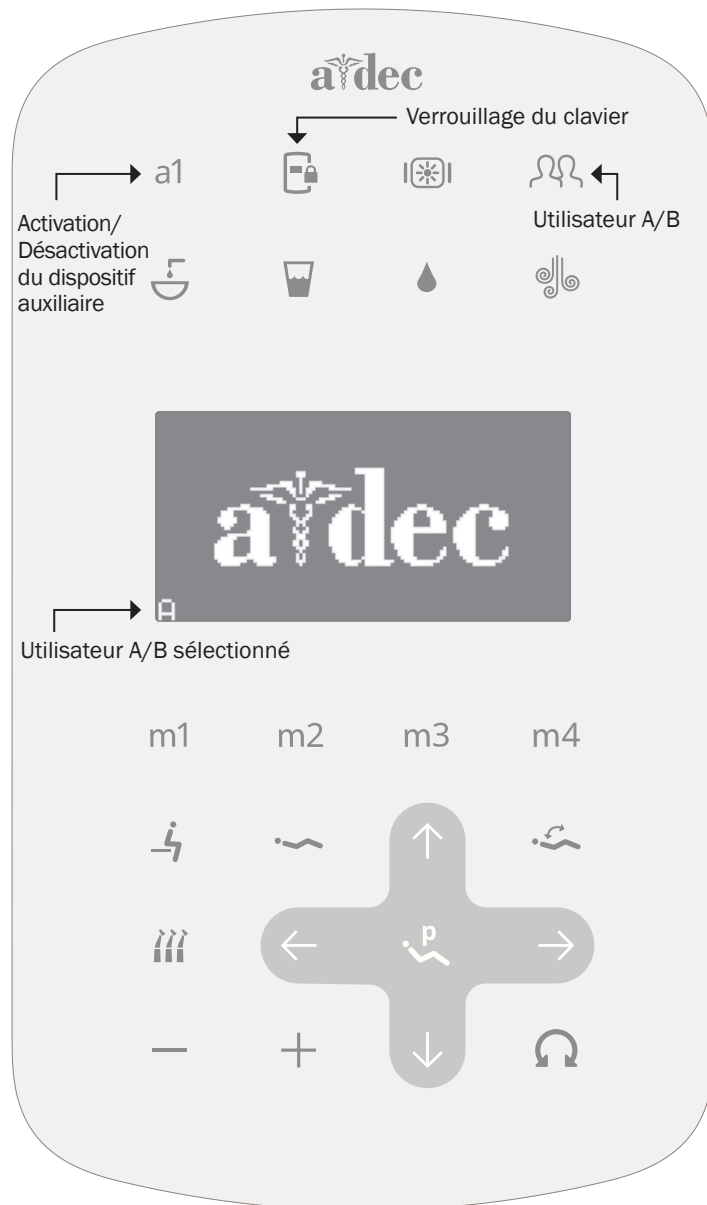 a dec
Verrouillage du clavier
a1
Utilisateur A/B
Activation/
Désactivation
du dispositif
auxiliaire
a dec
A
Utilisateur A/B sélectionné
m1 m2 m3 m4
p